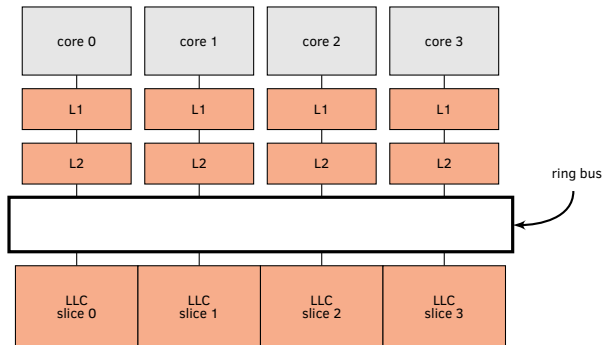 core 0
core 1
core 2
core 3
L1
L1
L1
L1
L2
L2
L2
L2
ring bus
LLC
slice 0
LLC
slice 1
LLC
slice 2
LLC
slice 3